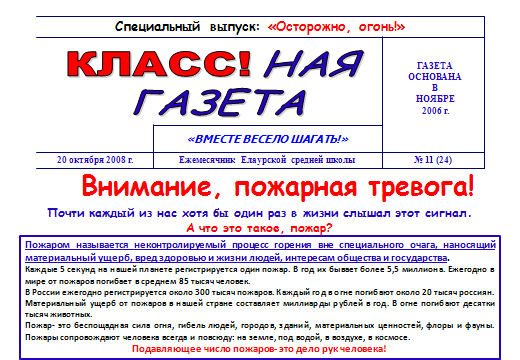 Специальный выпуск: «Осторожно, огонь!»
КЛАСС! НАЯ
ГАЗЕТА
ГАЗЕТА
ОСНОВАНА
В
НОЯБРЕ
2006 г.
«ВМЕСТЕ ВЕСЕЛО ШАГАТЬ!»
20 октября 2008 г. Ежемесячник Елаурской средней школы № 11 (24)
Внимание, пожарная тревога!
Почти каждый из нас хотя бы один раз в жизни слышал этот сигнал.
А что это такое, пожар?
Пожаром называется неконтролируемый процесс горения вне специального очага, наносящий
материальный ущерб, вред здоровью и жизни людей, интересам общества и государства.
Каждые 5 секунд на нашей планете регистрируется один пожар. В год их бывает более 5,5 миллиона. Ежегодно в
мире от пожаров погибает в среднем 85 тысяч человек.
В России ежегодно регистрируется около 300 тысяч пожаров. Каждый год в огне погибают около 20 тысяч россиян.
Материальный ущерб от пожаров в нашей стране составляет миллиарды рублей в год. В огне погибают десятки
тысяч животных.
Пожар- это беспощадная сила огня, гибель людей, городов, зданий, материальных ценностей, флоры и фауны.
Пожары сопровождают человека всегда и повсюду: на земле, под водой, в воздухе, в космосе.
Подавляющее число пожаров- это дело рук человека!